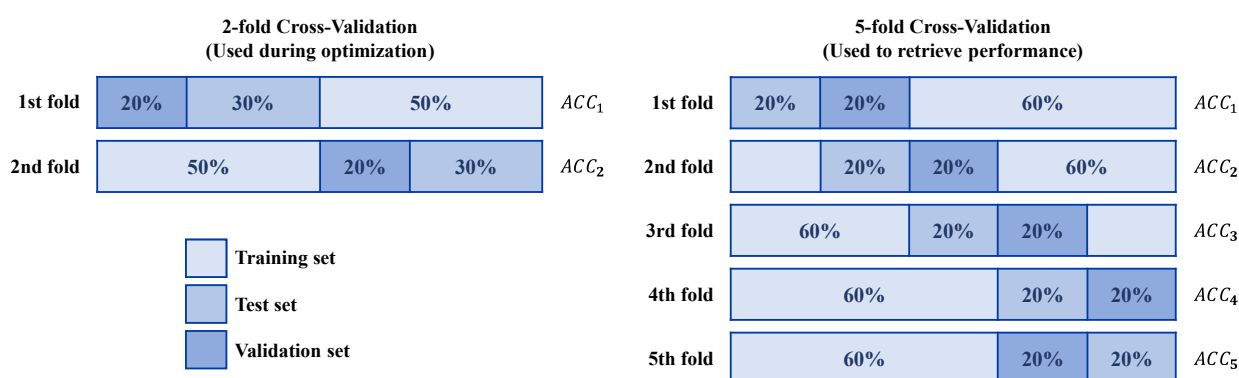 2-fold Cross-Validation
(Used during optimization)
1st fold 20% 30% 50% ACC₁
2nd fold 50% 20% 30% ACC₂
Training set
Test set
Validation set
5-fold Cross-Validation
(Used to retrieve performance)
1st fold 20% 20% 60% ACC₁
2nd fold 20% 20% 60% ACC₂
3rd fold 60% 20% 20% ACC₃
4th fold 60% 20% 20% ACC₄
5th fold 60% 20% 20% ACC₅